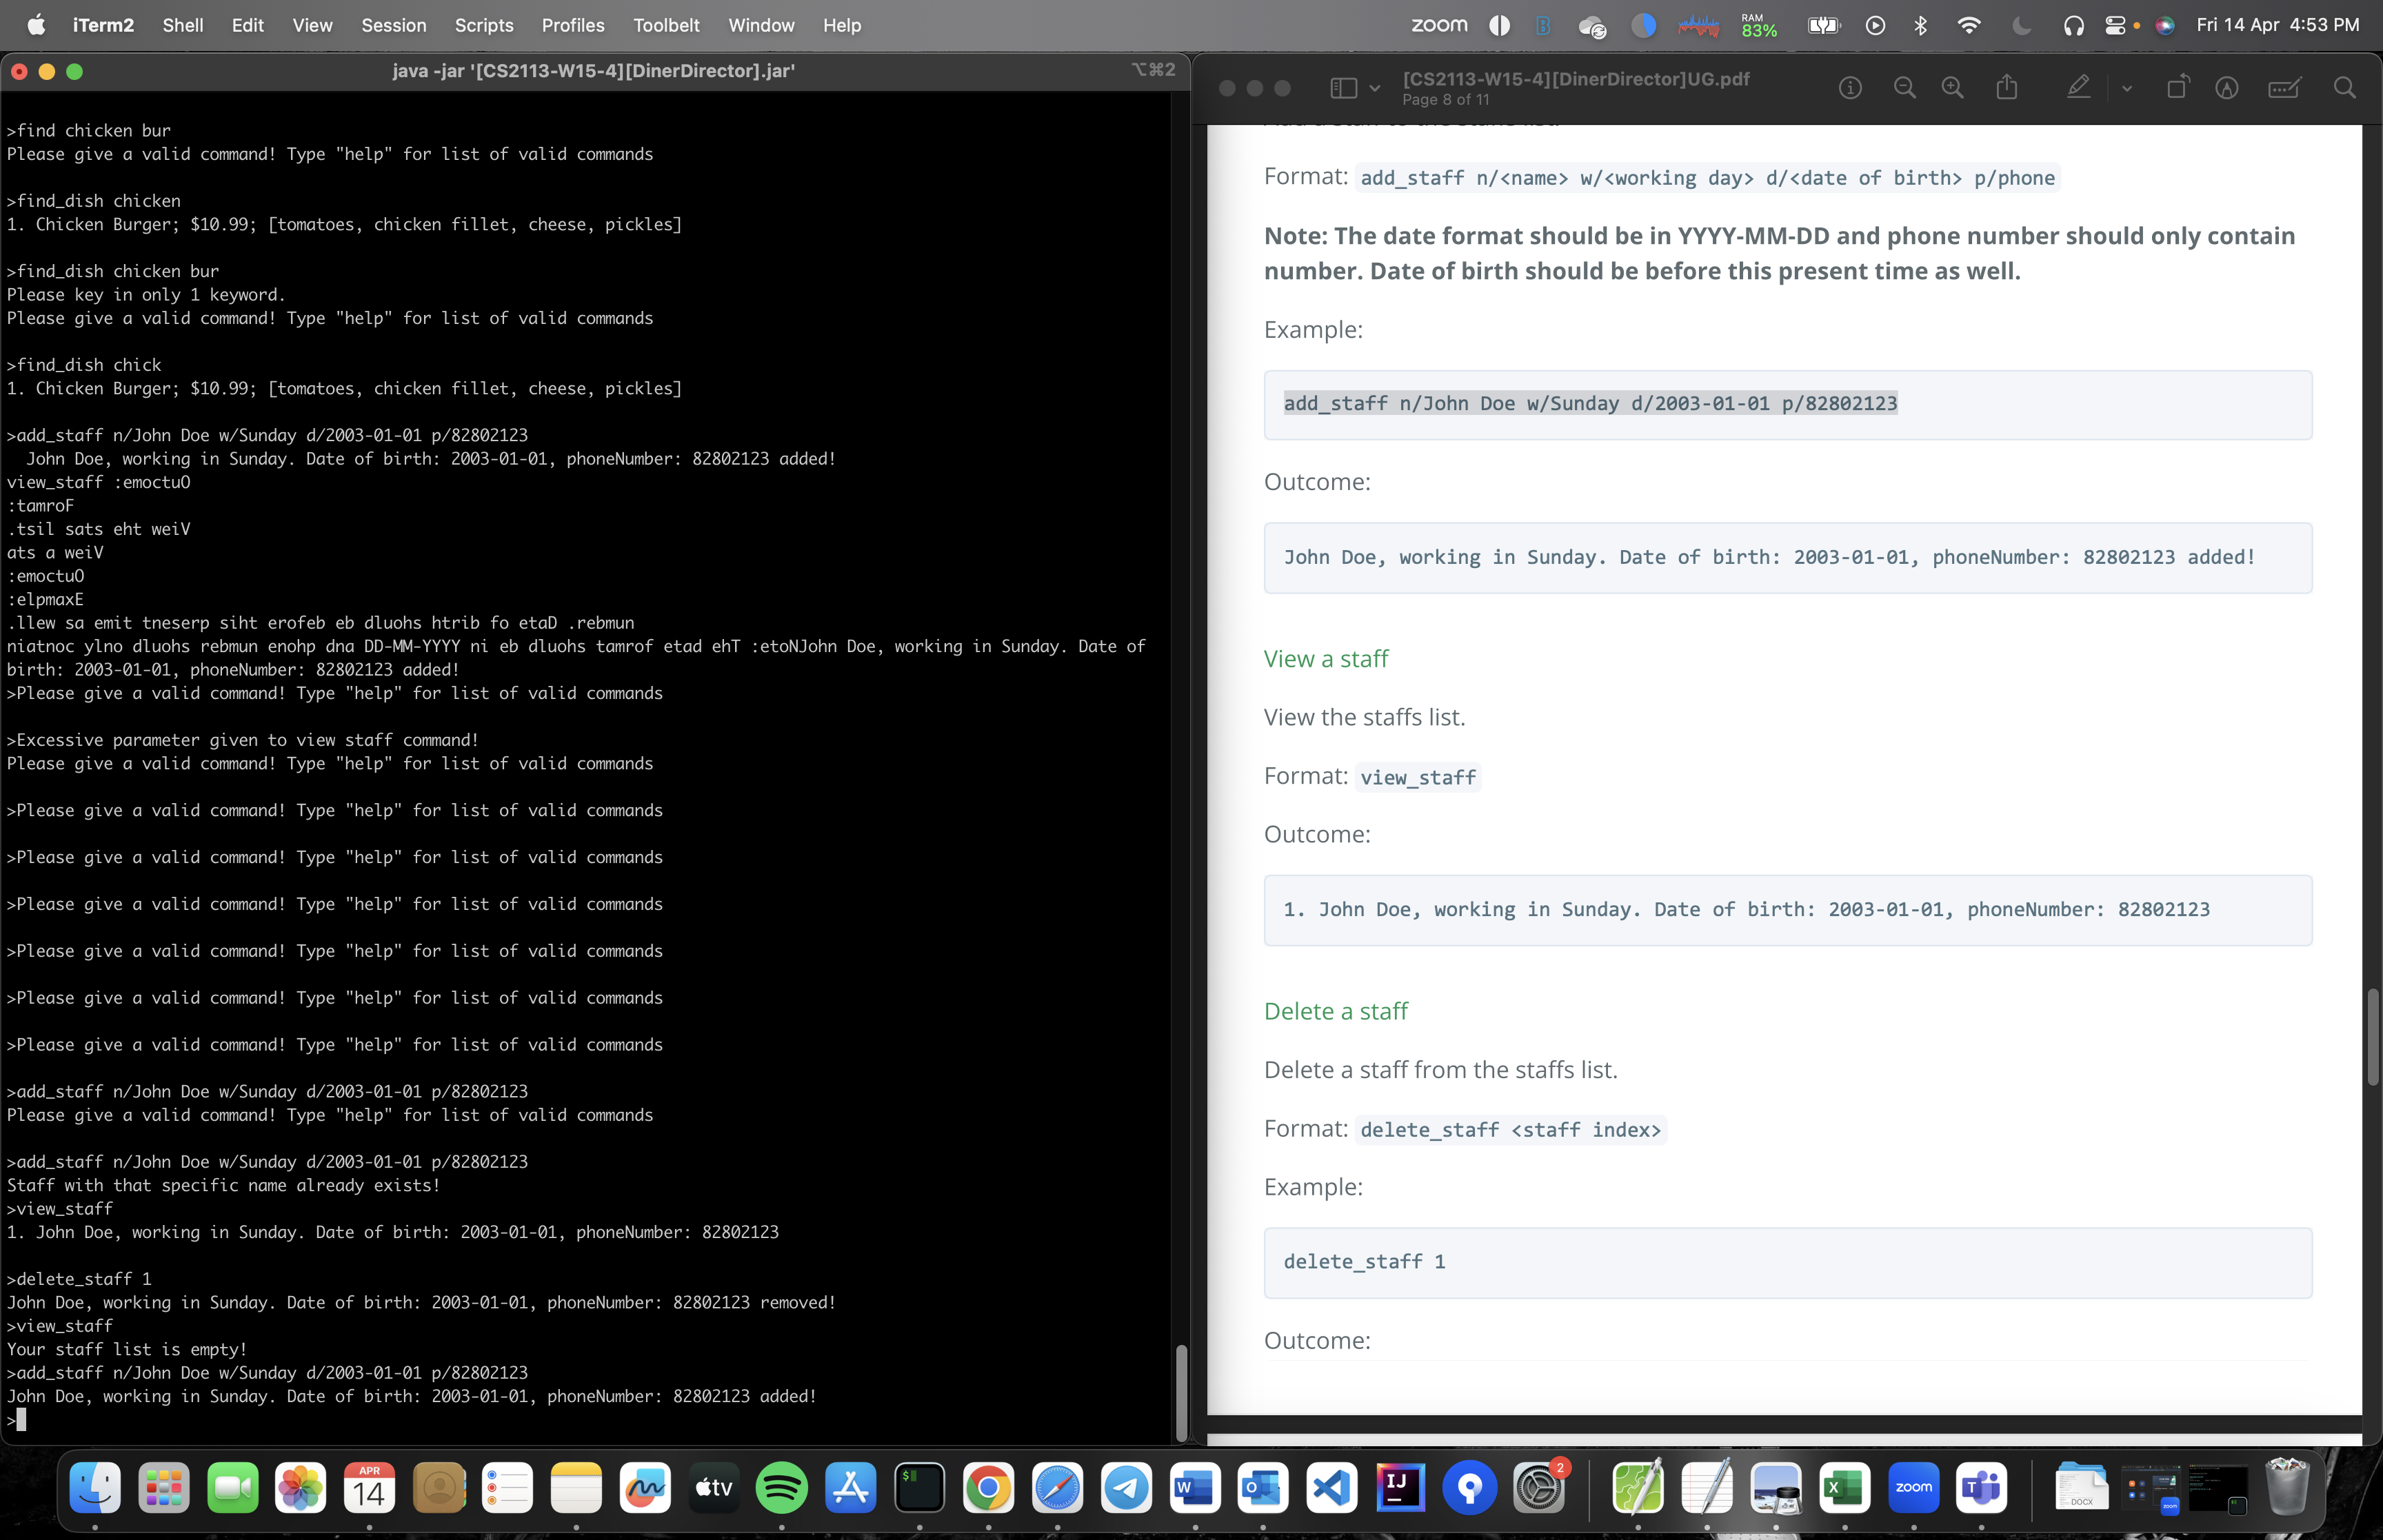 iTerm2 Shell Edit View Session Scripts Profiles Toolbelt Window Help
zoom RAM 83% Fri 14 Apr 4:53 PM
java -jar '[CS2113-W15-4][DinerDirector].jar'
⌥⌘2
>find chicken bur
Please give a valid command! Type "help" for list of valid commands
>find_dish chicken
1. Chicken Burger; $10.99; [tomatoes, chicken fillet, cheese, pickles]
>find_dish chicken bur
Please key in only 1 keyword.
Please give a valid command! Type "help" for list of valid commands
>find_dish chick
1. Chicken Burger; $10.99; [tomatoes, chicken fillet, cheese, pickles]
>add_staff n/John Doe w/Sunday d/2003-01-01 p/82802123
John Doe, working in Sunday. Date of birth: 2003-01-01, phoneNumber: 82802123 added!
view_staff :emoctuO
:tamroF
.tsil sats eht weiV
ats a weiV
:emoctuO
:elpmaxE
.llew sa emit tneserp siht erofeb eb dluohs htrib fo etaD .rebmun
niatnoc ylno dluohs rebmun enohp dna DD-MM-YYYY ni eb dluohs tamrof etad ehT :etoNJohn Doe, working in Sunday. Date of
birth: 2003-01-01, phoneNumber: 82802123 added!
>Please give a valid command! Type "help" for list of valid commands
>Excessive parameter given to view staff command!
Please give a valid command! Type "help" for list of valid commands
>Please give a valid command! Type "help" for list of valid commands
>Please give a valid command! Type "help" for list of valid commands
>Please give a valid command! Type "help" for list of valid commands
>Please give a valid command! Type "help" for list of valid commands
>Please give a valid command! Type "help" for list of valid commands
>Please give a valid command! Type "help" for list of valid commands
>add_staff n/John Doe w/Sunday d/2003-01-01 p/82802123
Please give a valid command! Type "help" for list of valid commands
>add_staff n/John Doe w/Sunday d/2003-01-01 p/82802123
Staff with that specific name already exists!
>view_staff
1. John Doe, working in Sunday. Date of birth: 2003-01-01, phoneNumber: 82802123
>delete_staff 1
John Doe, working in Sunday. Date of birth: 2003-01-01, phoneNumber: 82802123 removed!
>view_staff
Your staff list is empty!
>add_staff n/John Doe w/Sunday d/2003-01-01 p/82802123
John Doe, working in Sunday. Date of birth: 2003-01-01, phoneNumber: 82802123 added!
>
[CS2113-W15-4][DinerDirector]UG.pdf
Page 8 of 11
Format: add_staff n/<name> w/<working day> d/<date of birth> p/phone
Note: The date format should be in YYYY-MM-DD and phone number should only contain
number. Date of birth should be before this present time as well.
Example:
add_staff n/John Doe w/Sunday d/2003-01-01 p/82802123
Outcome:
John Doe, working in Sunday. Date of birth: 2003-01-01, phoneNumber: 82802123 added!
View a staff
View the staffs list.
Format: view_staff
Outcome:
1. John Doe, working in Sunday. Date of birth: 2003-01-01, phoneNumber: 82802123
Delete a staff
Delete a staff from the staffs list.
Format: delete_staff <staff index>
Example:
delete_staff 1
Outcome:
APR
14
tv
$
W
O
IJ
2
X
zoom
T
DOCX